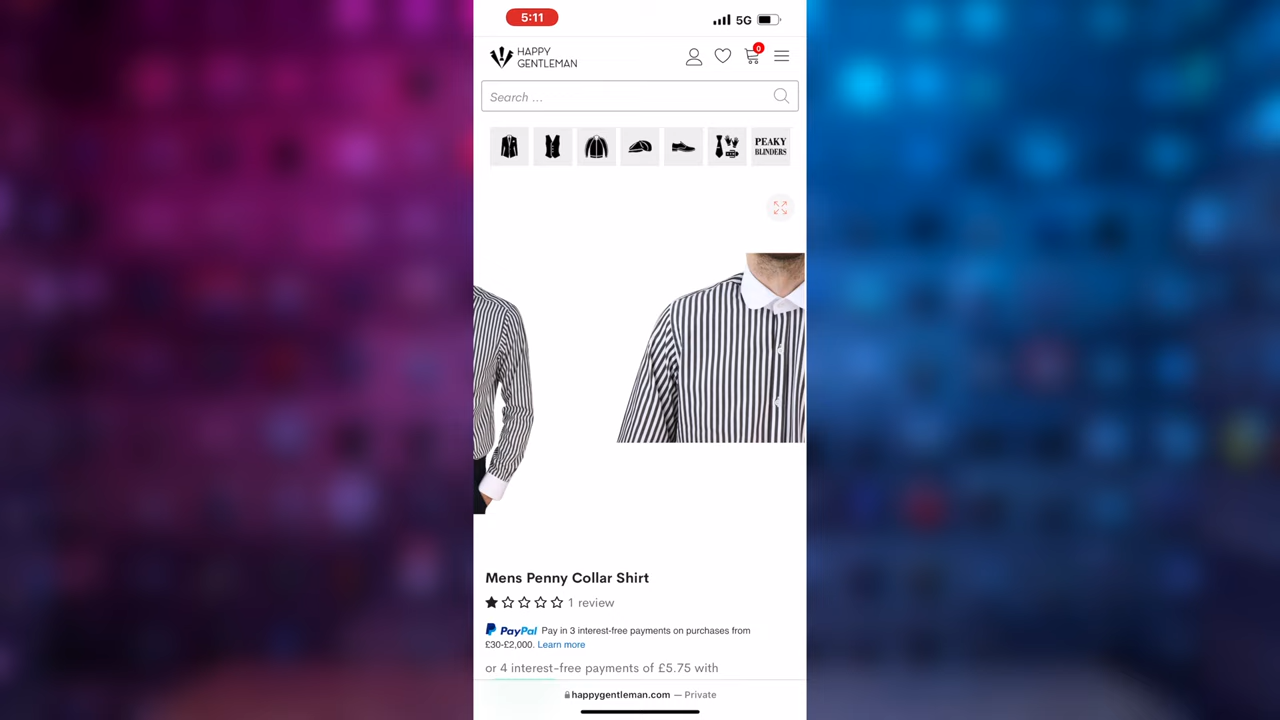 5:11
5G
HAPPY
GENTLEMAN
0
Search ...
PEAKY
BLINDERS
Mens Penny Collar Shirt
1 review
PayPal Pay in 3 interest-free payments on purchases from
£30-£2,000. Learn more
or 4 interest-free payments of £5.75 with
happygentleman.com — Private